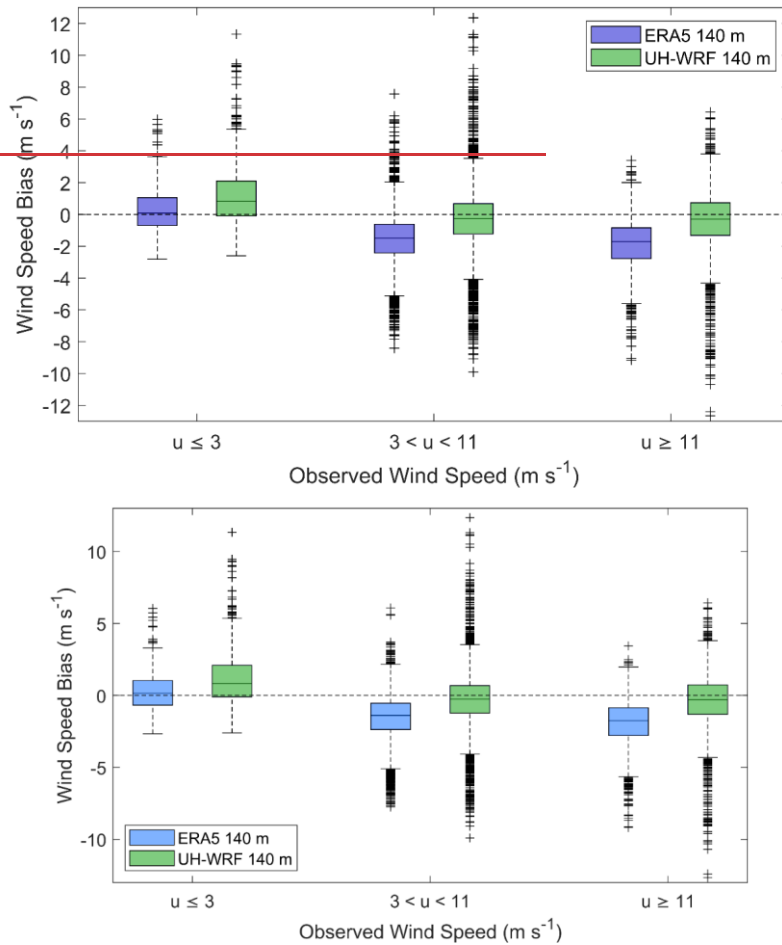 12
10
8
6
4
2
0
-2
-4
-6
-8
-10
-12
Wind Speed Bias (m s⁻¹)
ERA5 140 m
UH-WRF 140 m
u ≤ 3
3 < u < 11
u ≥ 11
Observed Wind Speed (m s⁻¹)
10
5
0
-5
-10
Wind Speed Bias (m s⁻¹)
ERA5 140 m
UH-WRF 140 m
u ≤ 3
3 < u < 11
u ≥ 11
Observed Wind Speed (m s⁻¹)